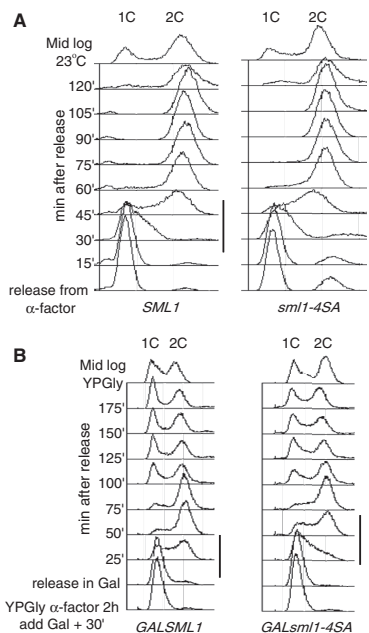 A
1C 2C
1C 2C
Mid log
23°C
120'
105'
90'
75'
60'
45'
30'
15'
min after release
release from
α-factor
SML1
sml1-4SA
B
1C 2C
1C 2C
Mid log
YPGly
175'
150'
125'
100'
75'
50'
25'
min after release
release in Gal
YPGly α-factor 2h
add Gal + 30'
GALSML1
GALsml1-4SA